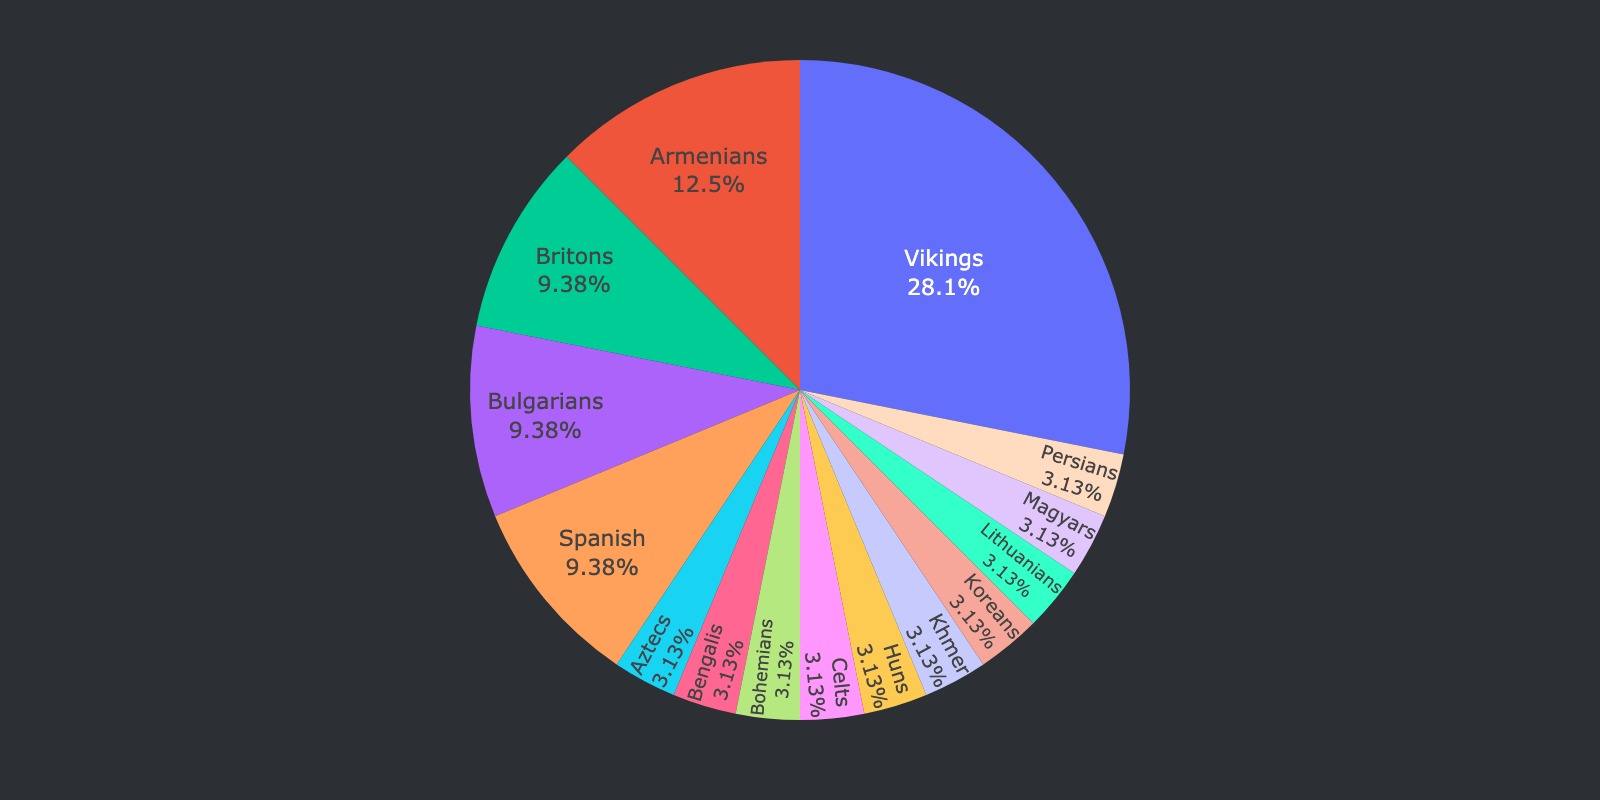 Armenians
12.5%
Vikings
28.1%
Britons
9.38%
Bulgarians
9.38%
Spanish
9.38%
Persians
3.13%
Magyars
3.13%
Lithuanians
3.13%
Koreans
3.13%
Khmer
3.13%
Huns
3.13%
Celts
3.13%
Bohemians
3.13%
Bengalis
3.13%
Aztecs
3.13%